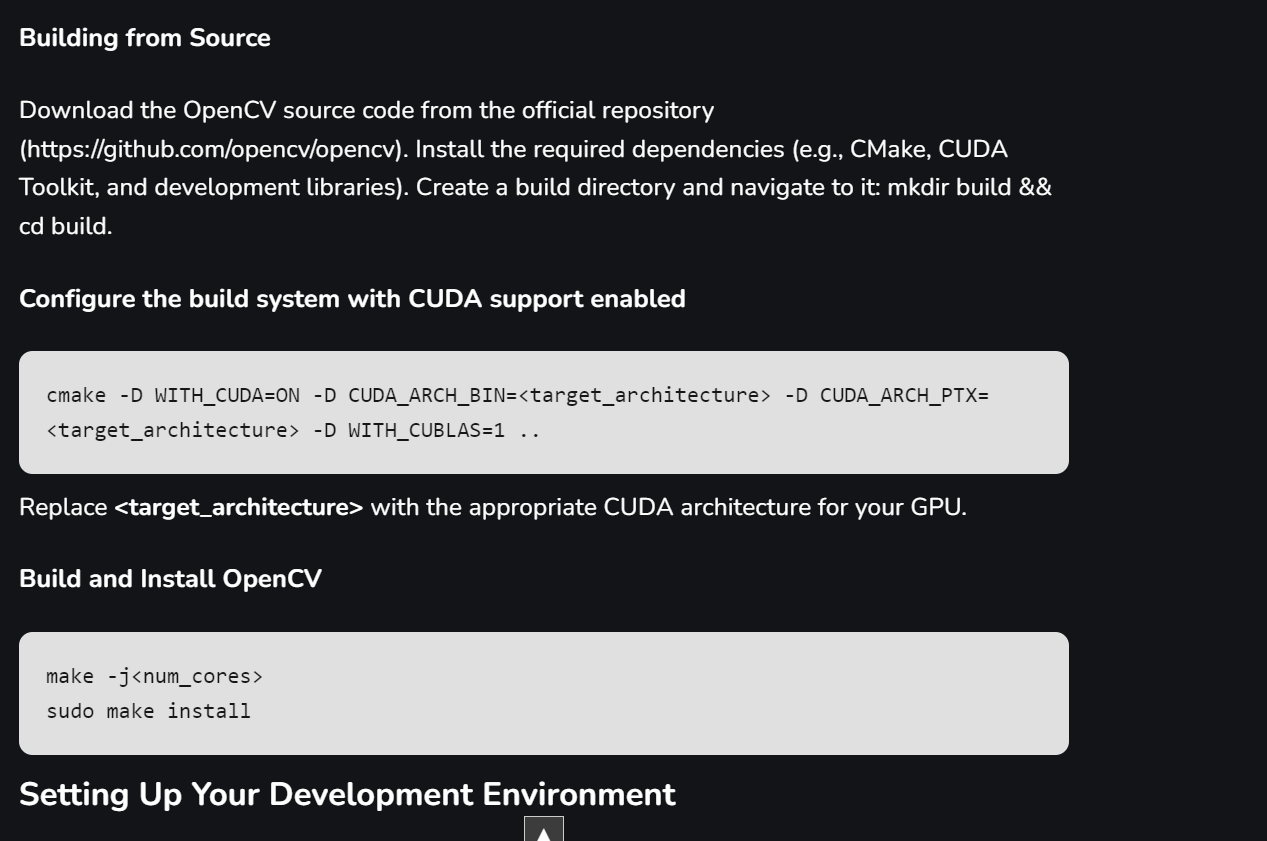 Building from Source
Download the OpenCV source code from the official repository
(https://github.com/opencv/opencv). Install the required dependencies (e.g., CMake, CUDA
Toolkit, and development libraries). Create a build directory and navigate to it: mkdir build &&
cd build.
Configure the build system with CUDA support enabled
cmake -D WITH_CUDA=ON -D CUDA_ARCH_BIN=<target_architecture> -D CUDA_ARCH_PTX=
<target_architecture> -D WITH_CUBLAS=1 ..
Replace <target_architecture> with the appropriate CUDA architecture for your GPU.
Build and Install OpenCV
make -j<num_cores>
sudo make install
Setting Up Your Development Environment